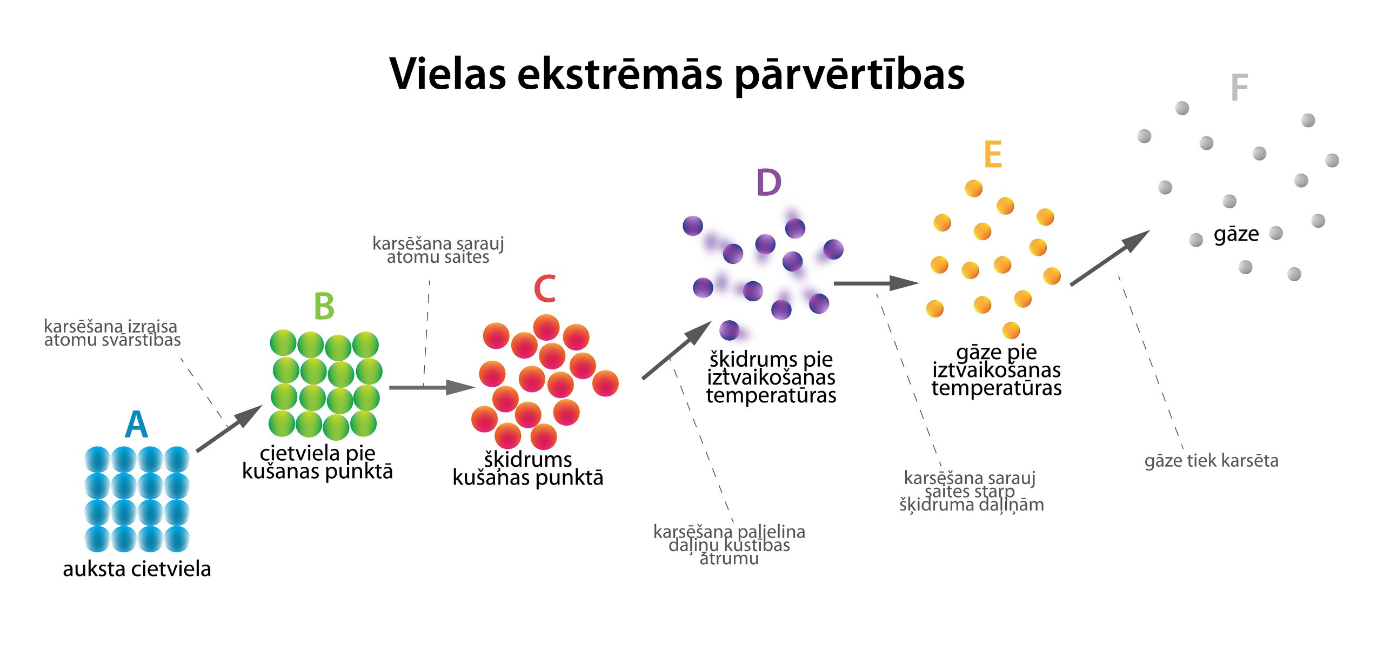 Vielas ekstrēmās pārvērtības
A
auksta cietviela
karsēšana izraisa
atomu svārstības
B
cietviela pie
kušanas punktā
karsēšana sarauj
atomu saites
C
šķidrums
kušanas punktā
karsēšana palielina
daļiņu kustības
ātrumu
D
šķidrums pie
iztvaikošanas
temperatūras
karsēšana sarauj
saites starp
šķidruma daļiņām
E
gāze pie
iztvaikošanas
temperatūras
gāze tiek karsēta
F
gāze